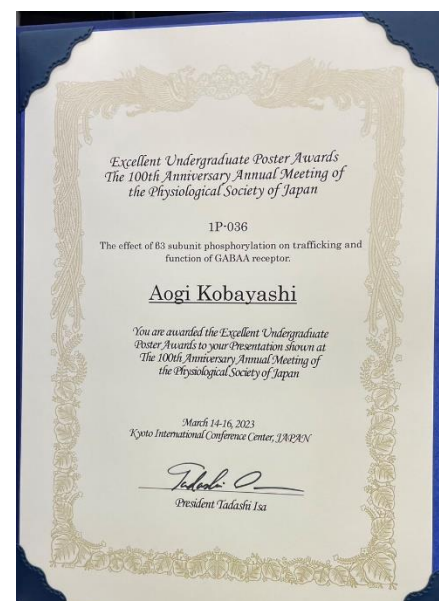 Excellent Undergraduate Poster Awards
The 100th Anniversary Annual Meeting of
the Physiological Society of Japan
1P-036
The effect of β3 subunit phosphorylation on trafficking and
function of GABAA receptor.
Aogi Kobayashi
You are awarded the Excellent Undergraduate
Poster Awards to your Presentation shown at
The 100th Anniversary Annual Meeting of
the Physiological Society of Japan
March 14-16, 2023
Kyoto International Conference Center, JAPAN
President Tadashi Isa